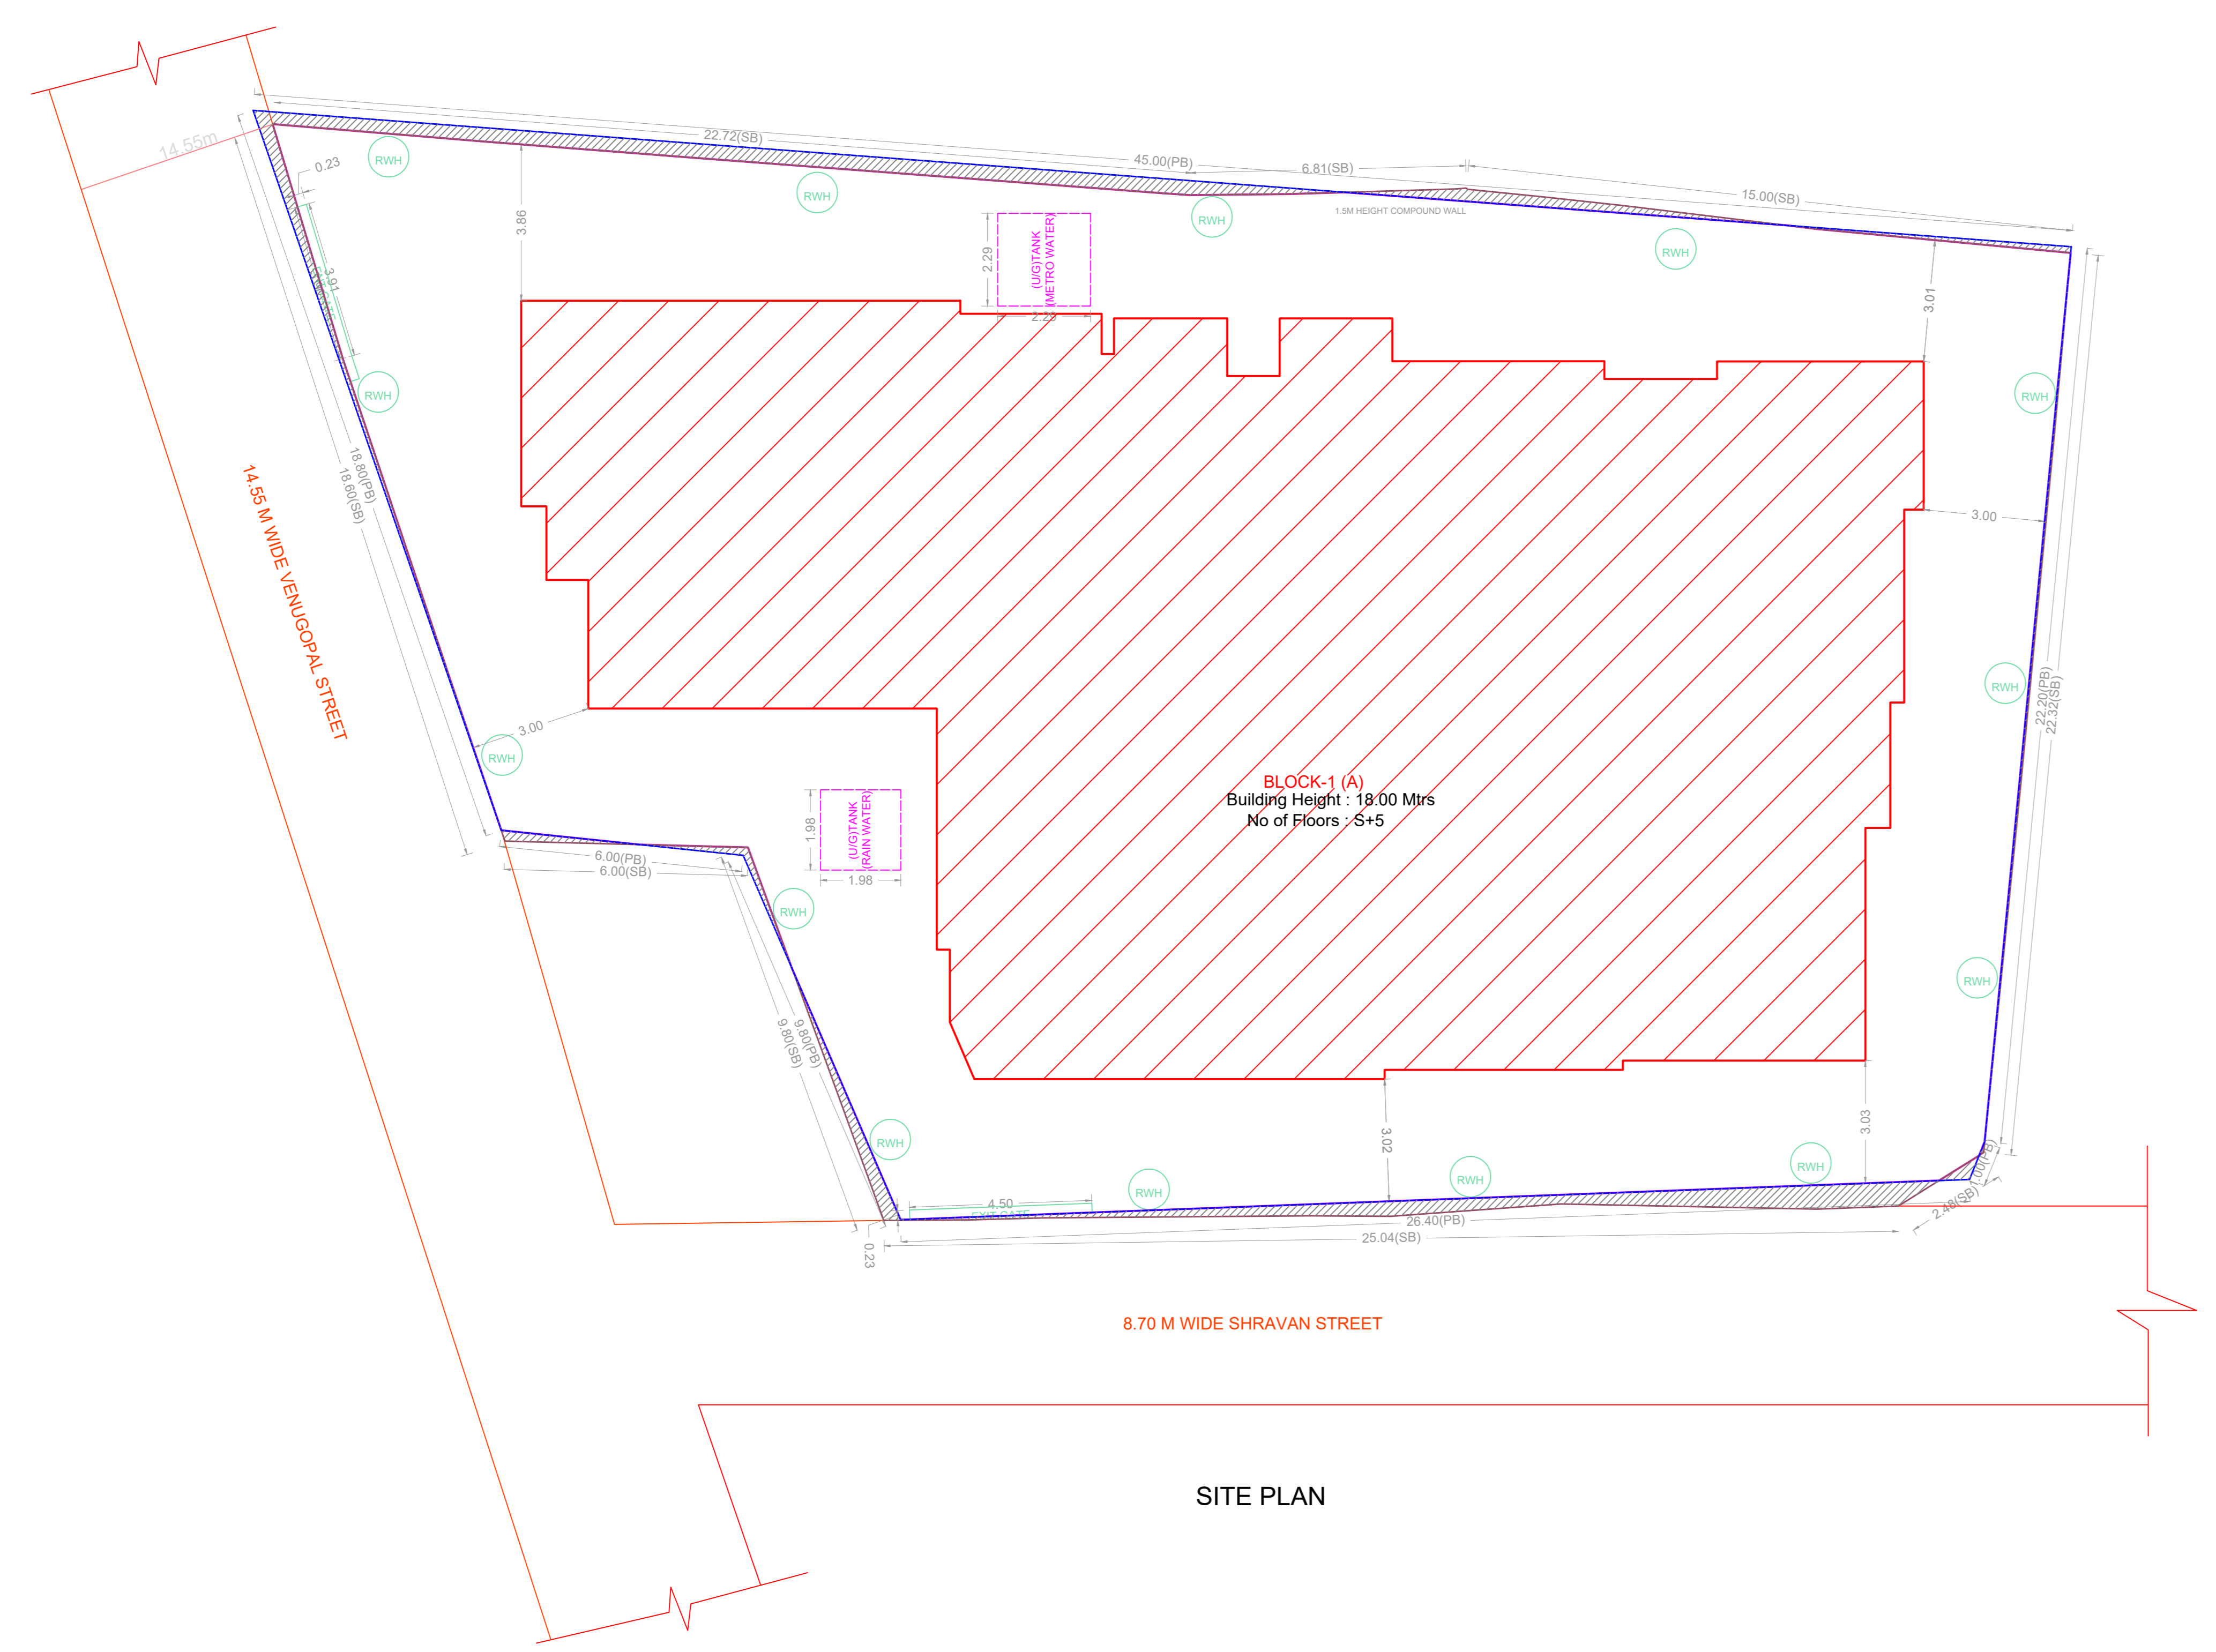 22.72(SB)
45.00(PB)
6.81(SB)
15.00(SB)
1.5M HEIGHT COMPOUND WALL
14.55m
0.23
RWH
RWH
RWH
RWH
3.86
2.29
(U/G)TANK
(METRO WATER)
2.29
3.01
3.91
RWH
RWH
18.80(PB)
18.60(SB)
14.55 M WIDE VENUGOPAL STREET
3.00
3.00
RWH
RWH
22.20(PB)
22.32(SB)
BLOCK-1 (A)
Building Height : 18.00 Mtrs
No of Floors : S+5
1.98
(U/G)TANK
(RAIN WATER)
1.98
6.00(PB)
6.00(SB)
RWH
RWH
9.80(PB)
9.80(SB)
RWH
RWH
RWH
RWH
3.02
3.03
4.50
EXIT GATE
.00(PB)
2.48(SB)
26.40(PB)
25.04(SB)
0.23
8.70 M WIDE SHRAVAN STREET
SITE PLAN